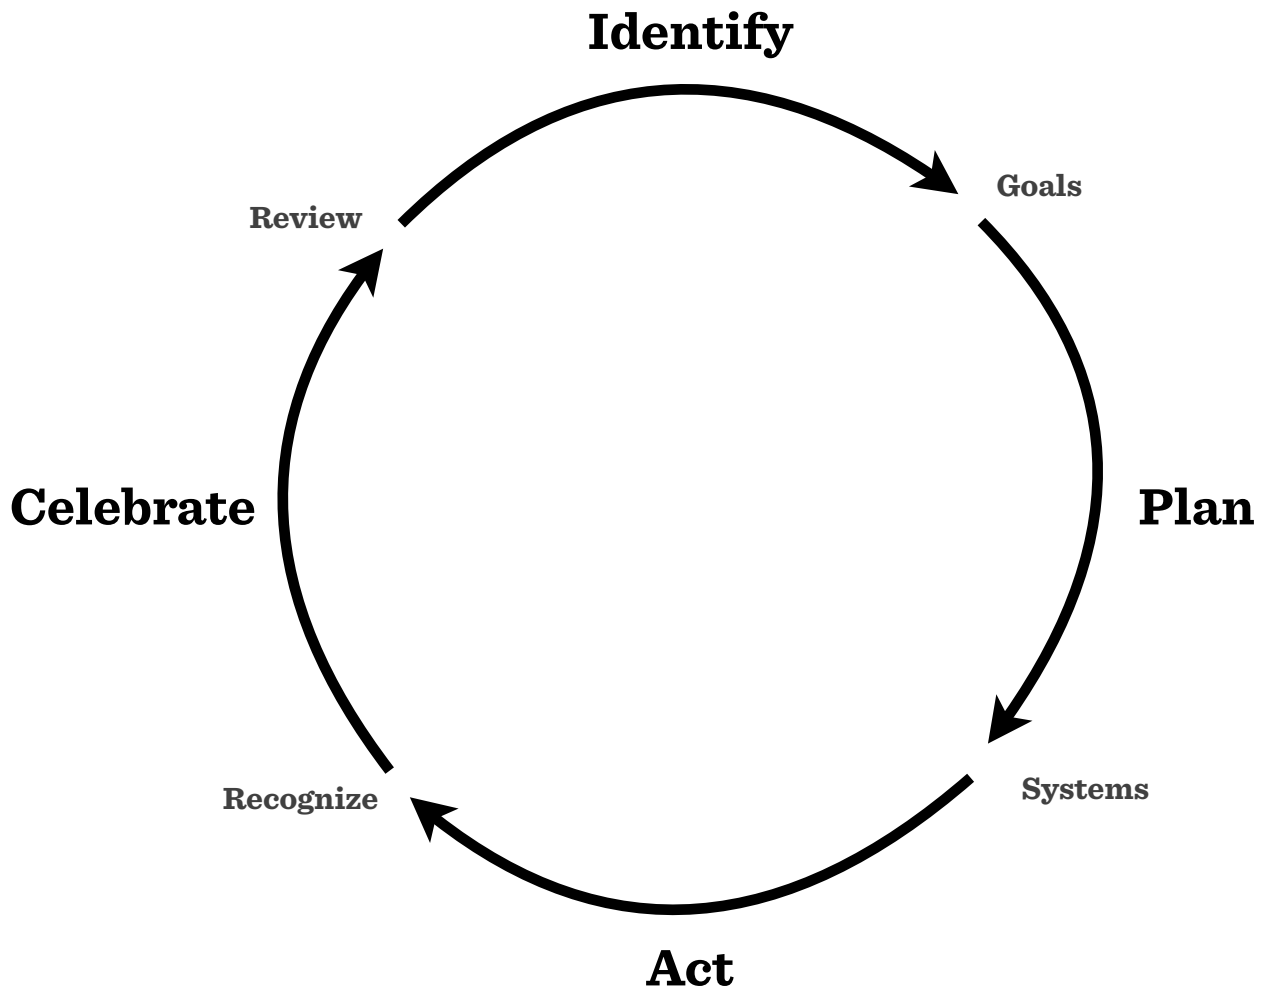 Identify
Goals
Review
Celebrate
Plan
Systems
Recognize
Act